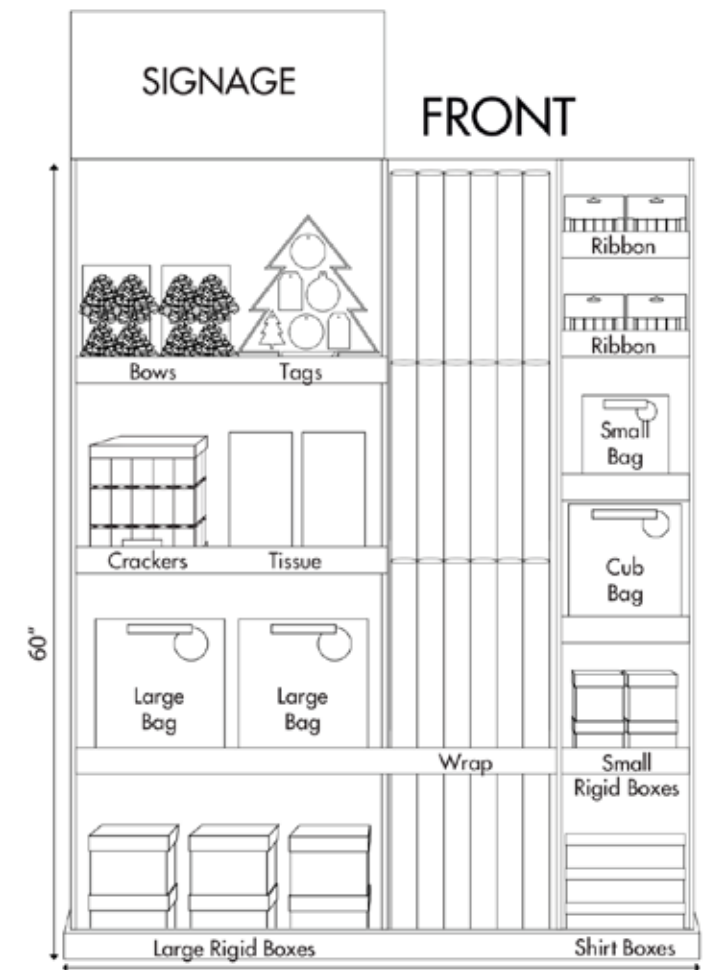 SIGNAGE
FRONT
Ribbon
Bows
Tags
Ribbon
Small
Bag
Crackers
Tissue
Cub
Bag
60"
Large
Bag
Large
Bag
Wrap
Small
Rigid Boxes
Large Rigid Boxes
Shirt Boxes